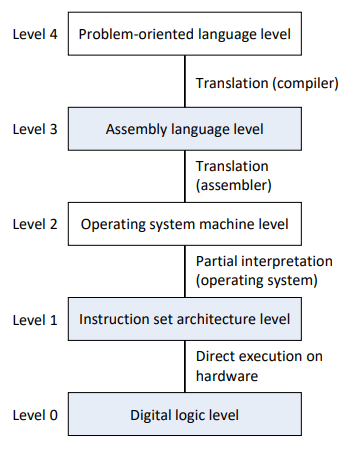 Level 4 Problem-oriented language level
Translation (compiler)
Level 3 Assembly language level
Translation
(assembler)
Level 2 Operating system machine level
Partial interpretation
(operating system)
Level 1 Instruction set architecture level
Direct execution on
hardware
Level 0 Digital logic level